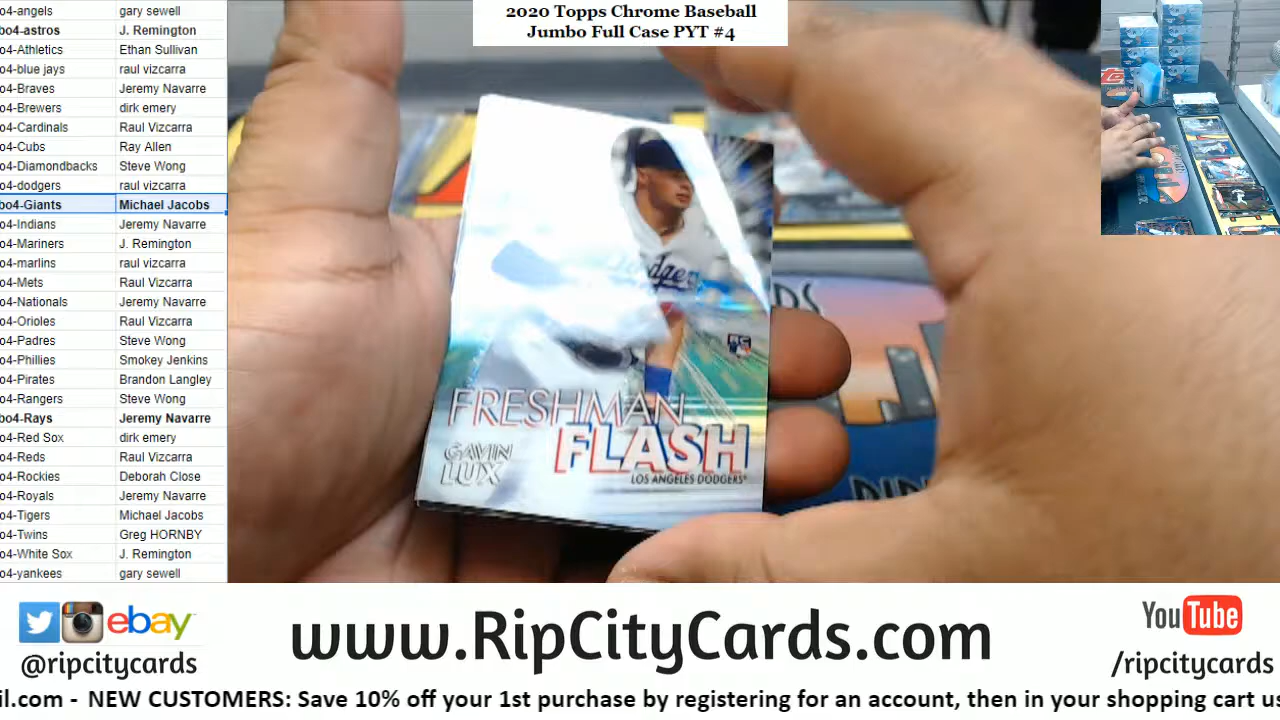 2020 Topps Chrome Baseball
Jumbo Full Case PYT #4
o4-angels gary sewell
bo4-astros J. Remington
o4-Athletics Ethan Sullivan
o4-blue jays raul vizcarra
o4-Braves Jeremy Navarre
o4-Brewers dirk emery
o4-Cardinals Raul Vizcarra
o4-Cubs Ray Allen
o4-Diamondbacks Steve Wong
o4-dodgers raul vizcarra
bo4-Giants Michael Jacobs
o4-Indians Jeremy Navarre
o4-Mariners J. Remington
o4-marlins raul vizcarra
o4-Mets Raul Vizcarra
o4-Nationals Jeremy Navarre
o4-Orioles Raul Vizcarra
o4-Padres Steve Wong
o4-Phillies Smokey Jenkins
o4-Pirates Brandon Langley
o4-Rangers Steve Wong
bo4-Rays Jeremy Navarre
o4-Red Sox dirk emery
o4-Reds Raul Vizcarra
o4-Rockies Deborah Close
o4-Royals Jeremy Navarre
o4-Tigers Michael Jacobs
o4-Twins Greg HORNBY
o4-White Sox J. Remington
o4-yankees gary sewell
Dodgers
FRESHMAN
FLASH
GAVIN
LUX
LOS ANGELES DODGERS
ebay
@ripcitycards
www.RipCityCards.com
YouTube
/ripcitycards
il.com - NEW CUSTOMERS: Save 10% off your 1st purchase by registering for an account, then in your shopping cart us